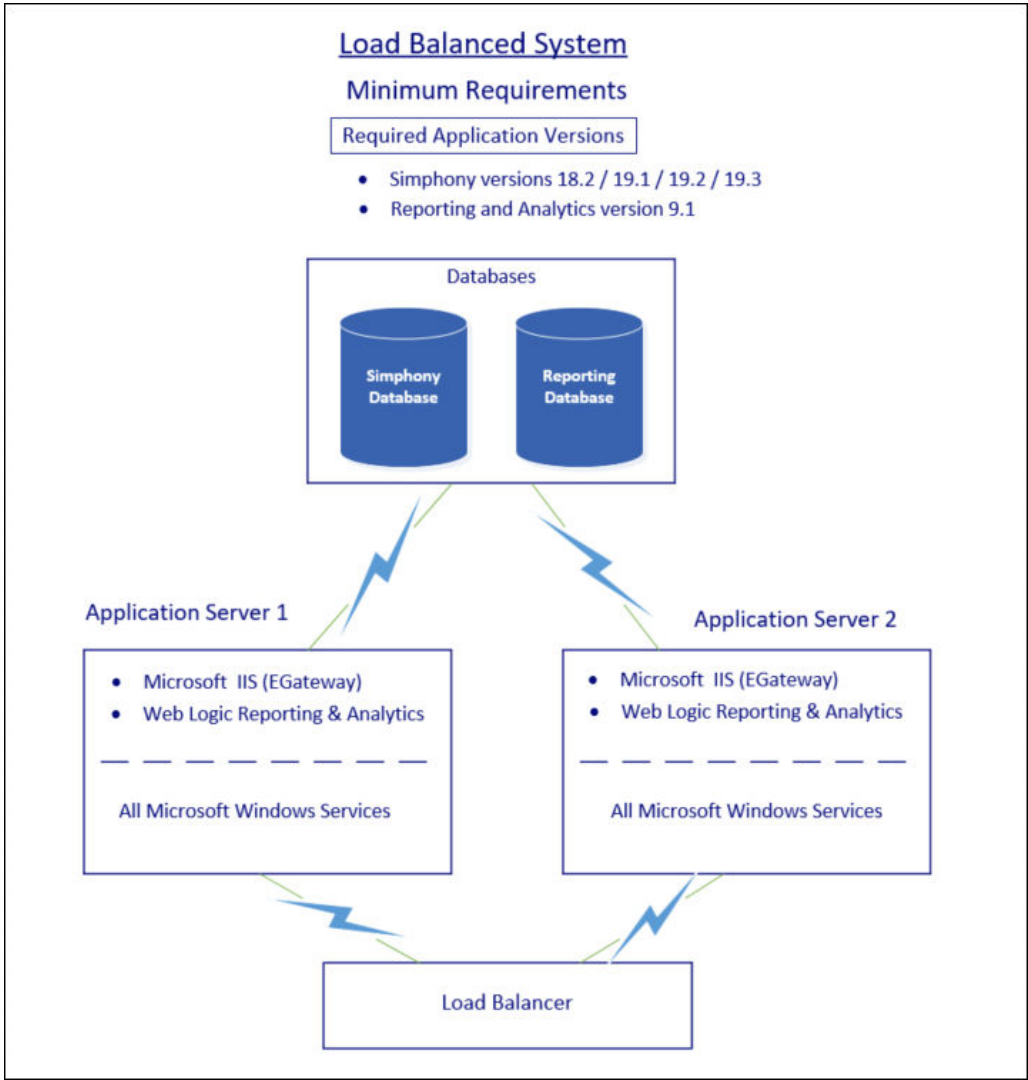 Load Balanced System
Minimum Requirements
Required Application Versions
• Simphony versions 18.2 / 19.1 / 19.2 / 19.3
• Reporting and Analytics version 9.1
Databases
Simphony
Database
Reporting
Database
Application Server 1
• Microsoft IIS (EGateway)
• Web Logic Reporting & Analytics
All Microsoft Windows Services
Application Server 2
• Microsoft IIS (EGateway)
• Web Logic Reporting & Analytics
All Microsoft Windows Services
Load Balancer